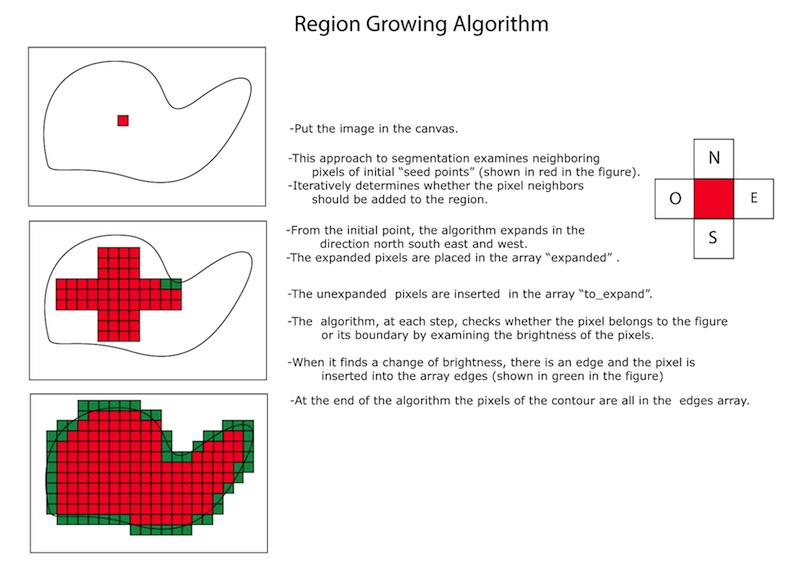 Region Growing Algorithm
-Put the image in the canvas.
-This approach to segmentation examines neighboring
pixels of initial “seed points” (shown in red in the figure).
-Iteratively determines whether the pixel neighbors
should be added to the region.
N
O
E
S
-From the initial point, the algorithm expands in the
direction north south east and west.
-The expanded pixels are placed in the array “expanded” .
-The unexpanded  pixels are inserted  in the array “to_expand”.
-The  algorithm, at each step, checks whether the pixel belongs to the figure
or its boundary by examining the brightness of the pixels.
-When it finds a change of brightness, there is an edge and the pixel is
inserted into the array edges (shown in green in the figure)
-At the end of the algorithm the pixels of the contour are all in the  edges array.